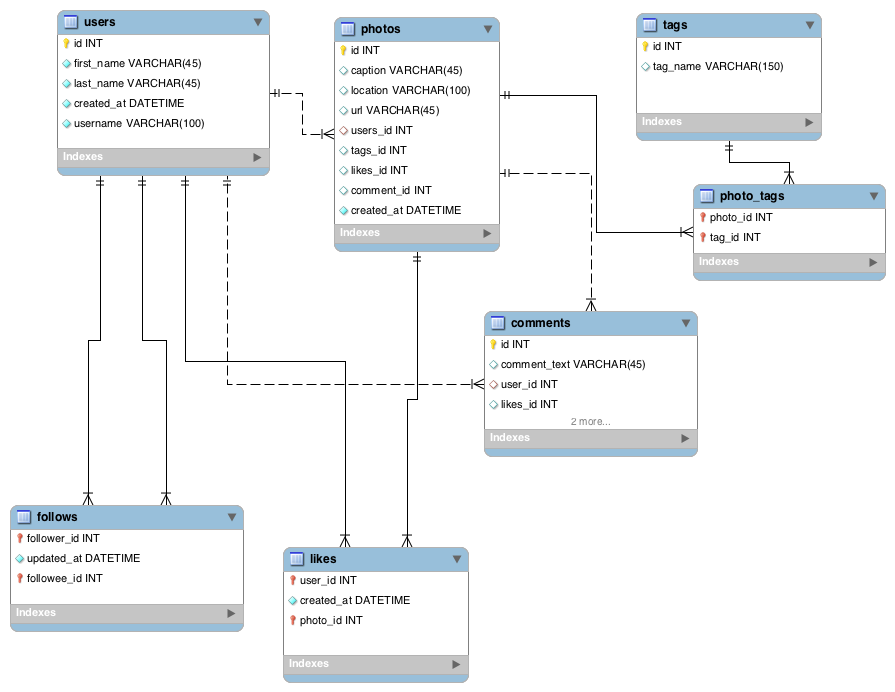 users
id INT
first_name VARCHAR(45)
last_name VARCHAR(45)
created_at DATETIME
username VARCHAR(100)
Indexes
photos
id INT
caption VARCHAR(45)
location VARCHAR(100)
url VARCHAR(45)
users_id INT
tags_id INT
likes_id INT
comment_id INT
created_at DATETIME
Indexes
tags
id INT
tag_name VARCHAR(150)
Indexes
photo_tags
photo_id INT
tag_id INT
Indexes
comments
id INT
comment_text VARCHAR(45)
user_id INT
likes_id INT
2 more...
Indexes
follows
follower_id INT
updated_at DATETIME
followee_id INT
Indexes
likes
user_id INT
created_at DATETIME
photo_id INT
Indexes